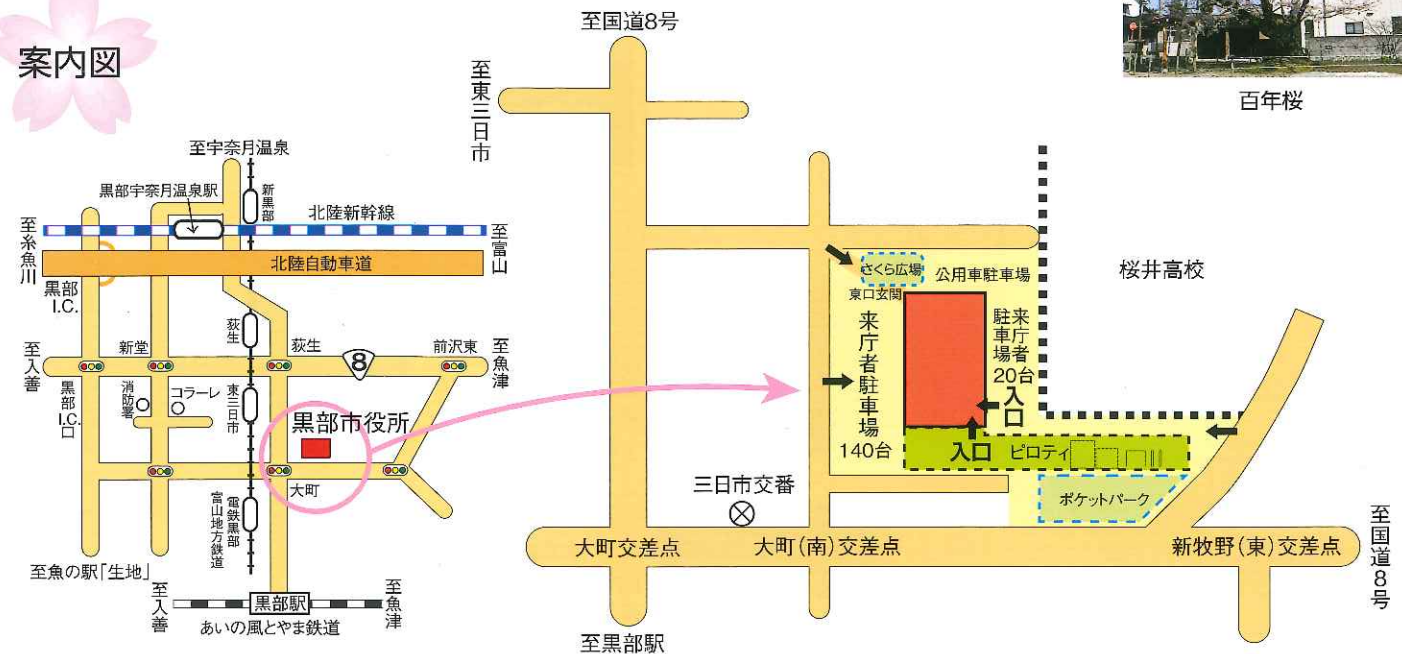 案内図
百年桜
至宇奈月温泉
黒部宇奈月温泉駅
新黒部
北陸新幹線
至糸魚川
至富山
北陸自動車道
黒部
I.C.
荻生
至入善
新堂
荻生
8
前沢東
至魚津
黒部I.C.口
消防署
コラーレ
東三日市
黒部市役所
大町
電鉄黒部
富山地方鉄道
至魚の駅「生地」
至入善
黒部駅
至魚津
あいの風とやま鉄道
至国道8号
至東三日市
さくら広場
公用車駐車場
東口玄関
桜井高校
来庁者駐車場
140台
来庁者
駐車場
20台
入口
入口
ピロティ
ポケットパーク
三日市交番
大町交差点
大町(南)交差点
新牧野(東)交差点
至国道8号
至黒部駅